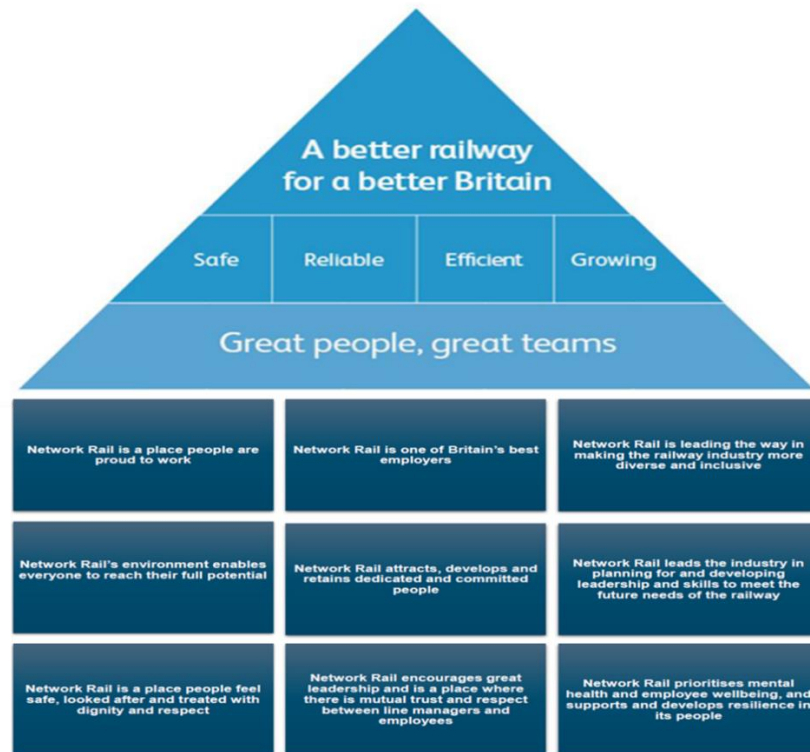 A better railway
for a better Britain
Safe
Reliable
Efficient
Growing
Great people, great teams
Network Rail is a place people are
proud to work
Network Rail is one of Britain's best
employers
Network Rail is leading the way in
making the railway industry more
diverse and inclusive
Network Rail's environment enables
everyone to reach their full potential
Network Rail attracts, develops and
retains dedicated and committed
people
Network Rail leads the industry in
planning for and developing
leadership and skills to meet the
future needs of the railway
Network Rail is a place people feel
safe, looked after and treated with
dignity and respect
Network Rail encourages great
leadership and is a place where
there is mutual trust and respect
between line managers and
employees
Network Rail prioritises mental
health and employee wellbeing, and
supports and develops resilience in
its people